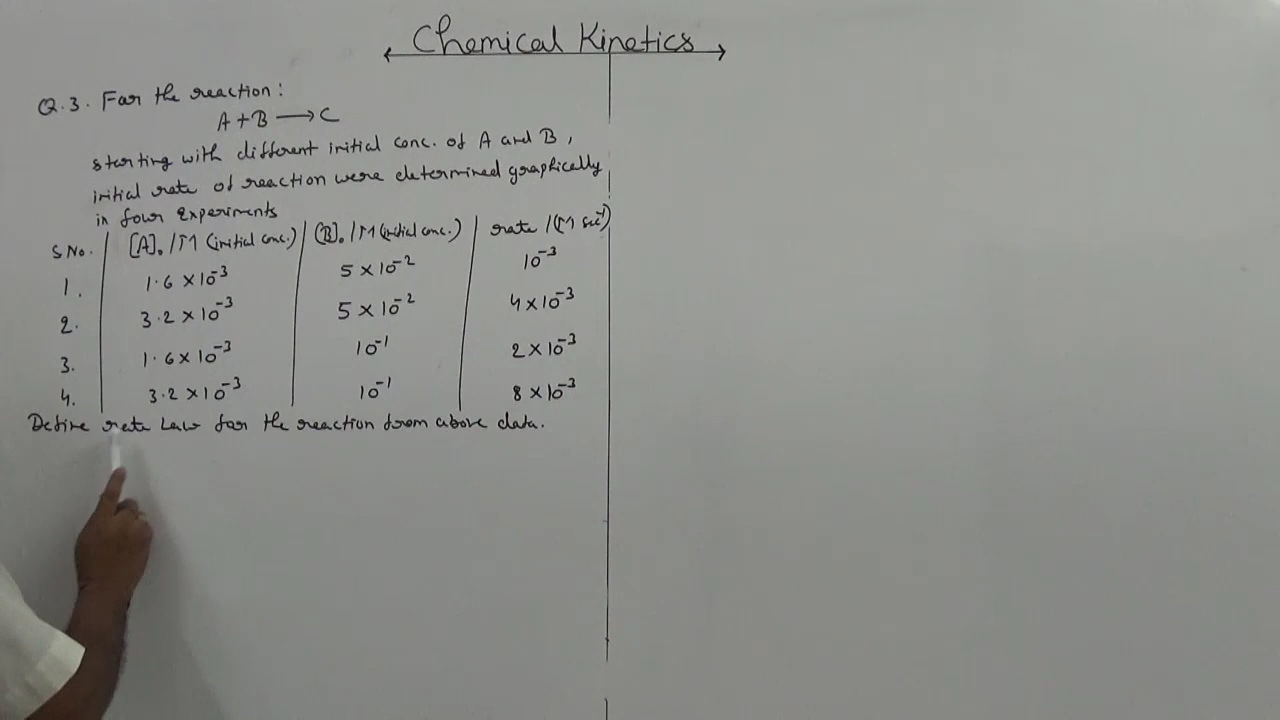 Chemical Kinetics
Q.3. For the reaction:
A + B ⟶ C
starting with different initial conc. of A and B,
initial rate of reaction were determined graphically
in four experiments
S No. | [A]₀ /M (initial conc.) | [B]₀ /M (initial conc.) | rate /(M sec⁻¹)
1. | 1.6 × 10⁻³ | 5 × 10⁻² | 10⁻³
2. | 3.2 × 10⁻³ | 5 × 10⁻² | 4 × 10⁻³
3. | 1.6 × 10⁻³ | 10⁻¹ | 2 × 10⁻³
4. | 3.2 × 10⁻³ | 10⁻¹ | 8 × 10⁻³
Define rate Law for the reaction from above data.